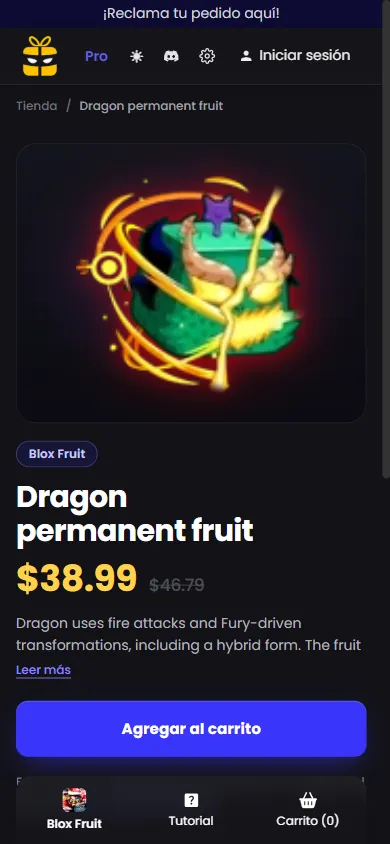 ¡Reclama tu pedido aquí!
Pro
Iniciar sesión
Tienda / Dragon permanent fruit
Blox Fruit
Dragon
permanent fruit
$38.99 $46.79
Dragon uses fire attacks and Fury-driven
transformations, including a hybrid form. The fruit
Leer más
Agregar al carrito
Blox Fruit
Tutorial
Carrito (0)